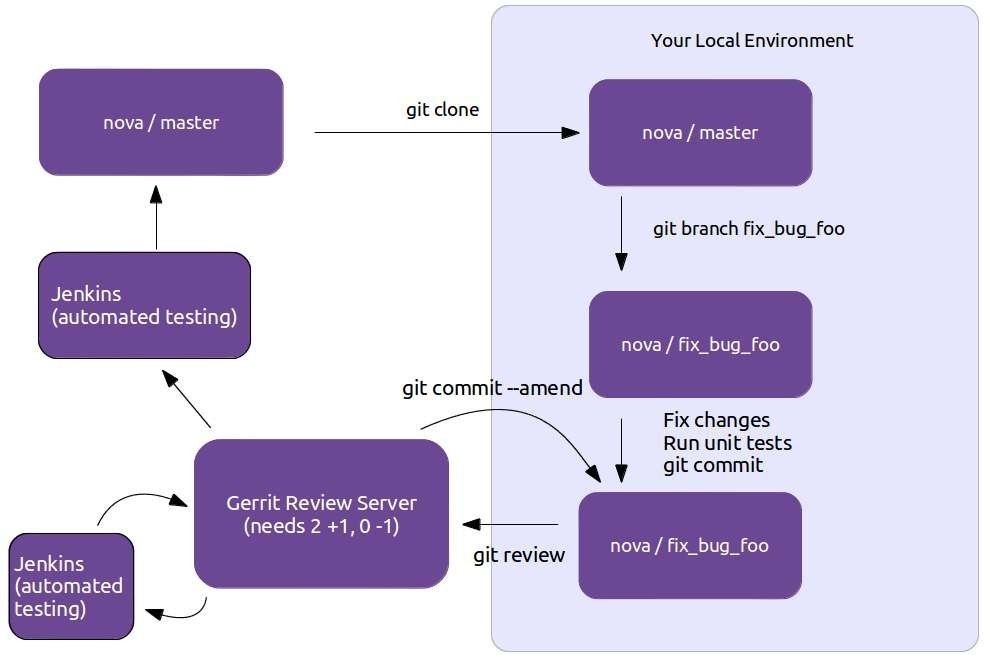 Your Local Environment
nova / master
git clone
nova / master
git branch fix_bug_foo
Jenkins
(automated testing)
nova / fix_bug_foo
git commit --amend
Fix changes
Run unit tests
git commit
Gerrit Review Server
(needs 2 +1, 0 -1)
nova / fix_bug_foo
git review
Jenkins
(automated
testing)